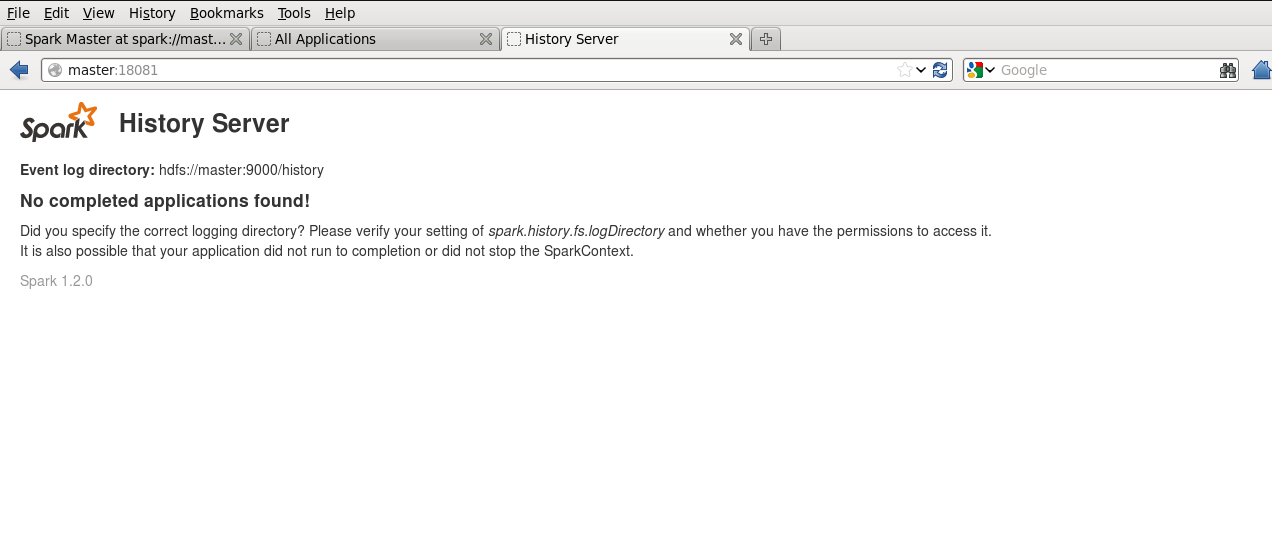 File Edit View History Bookmarks Tools Help
Spark Master at spark://mast... All Applications History Server
master:18081 Google
Spark History Server
Event log directory: hdfs://master:9000/history
No completed applications found!
Did you specify the correct logging directory? Please verify your setting of spark.history.fs.logDirectory and whether you have the permissions to access it.
It is also possible that your application did not run to completion or did not stop the SparkContext.
Spark 1.2.0